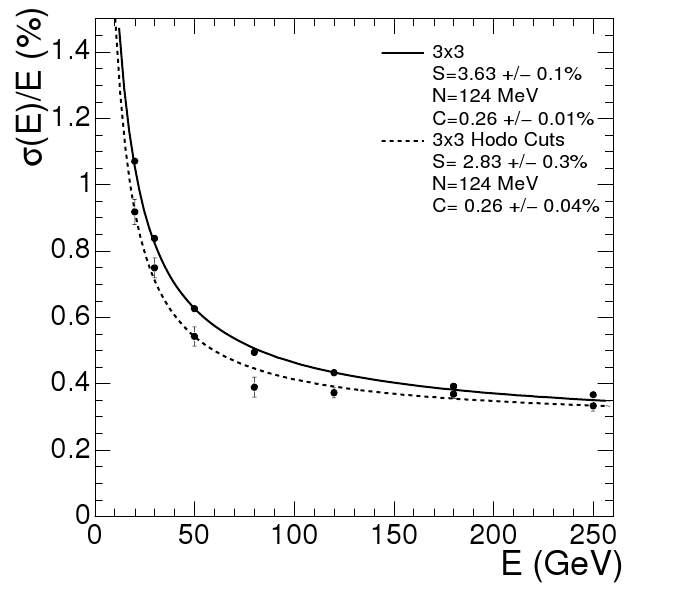 σ(E)/E (%)
1.4
1.2
1
0.8
0.6
0.4
0.2
0
0 50 100 150 200 250
E (GeV)
3x3
S=3.63 +/− 0.1%
N=124 MeV
C=0.26 +/− 0.01%
3x3 Hodo Cuts
S= 2.83 +/− 0.3%
N=124 MeV
C= 0.26 +/− 0.04%